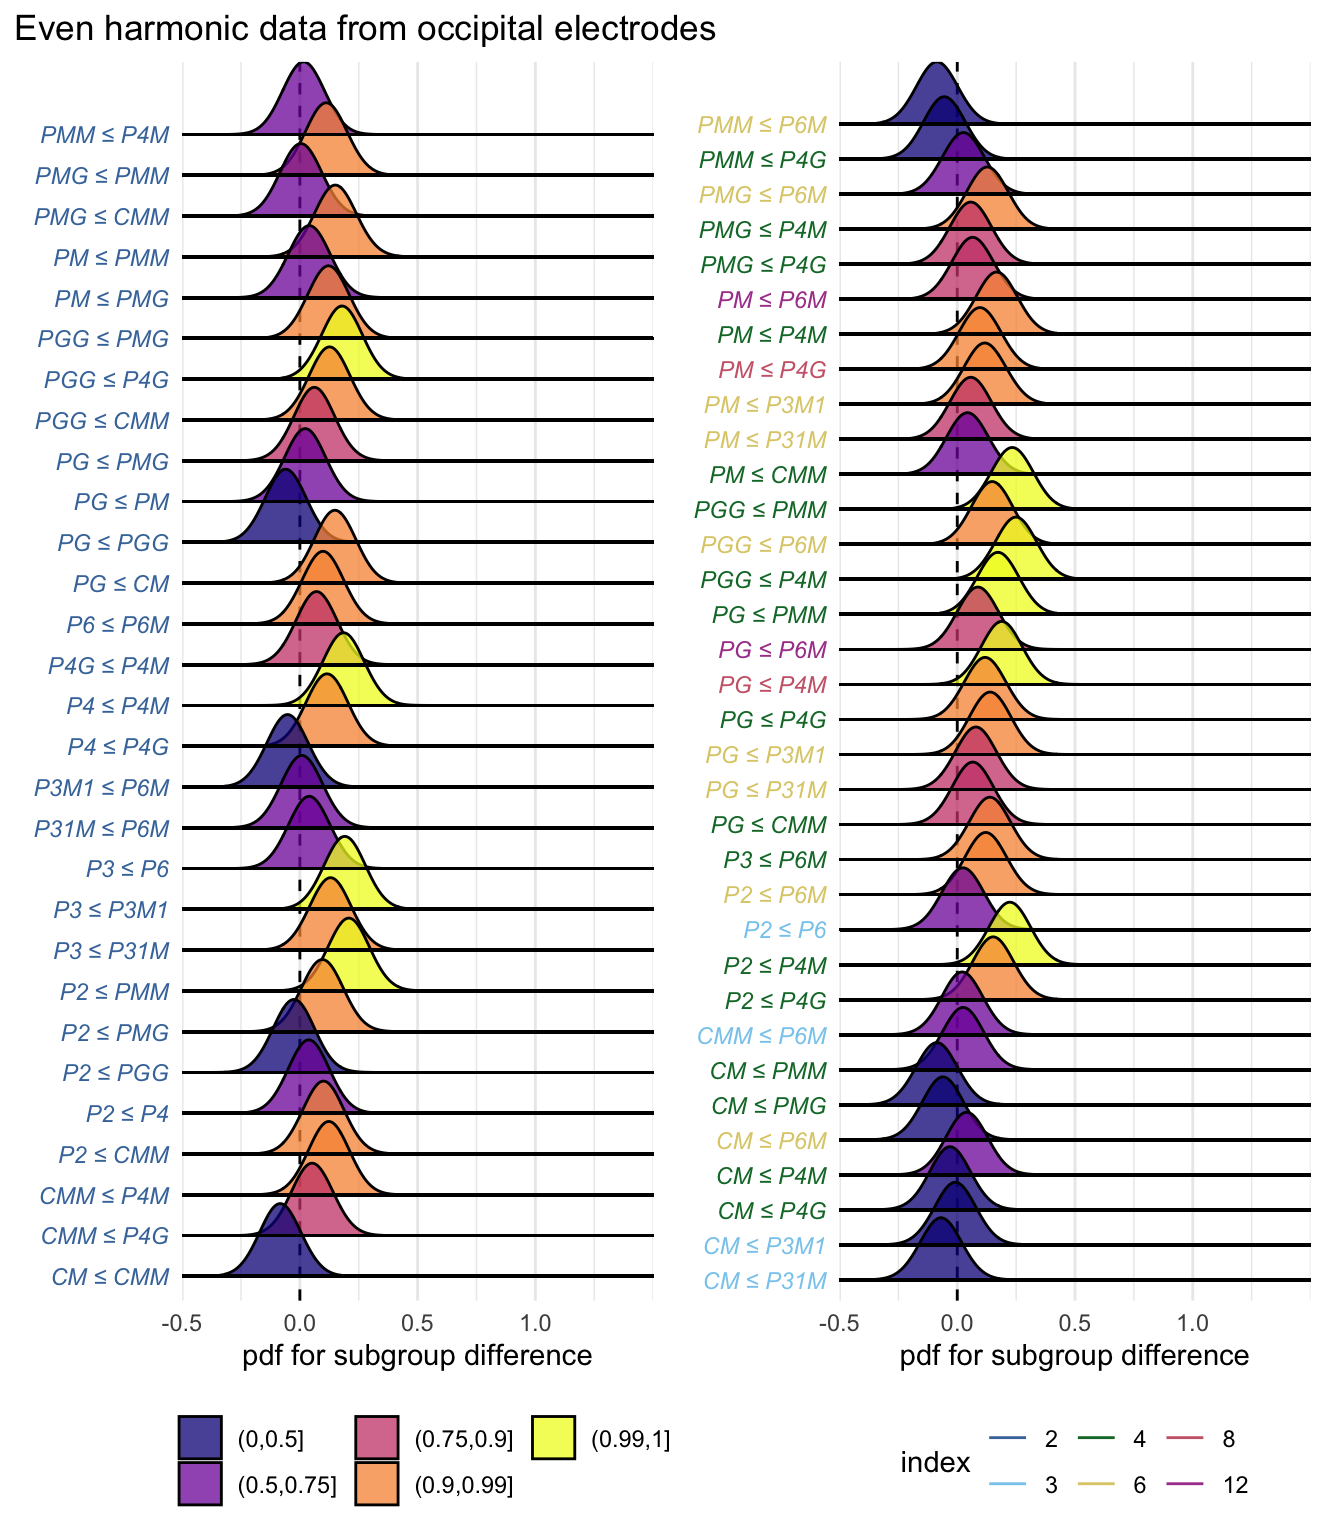 Even harmonic data from occipital electrodes
PMM ≤ P4M
PMG ≤ PMM
PMG ≤ CMM
PM ≤ PMM
PM ≤ PMG
PGG ≤ PMG
PGG ≤ P4G
PGG ≤ CMM
PG ≤ PMG
PG ≤ PM
PG ≤ PGG
PG ≤ CM
P6 ≤ P6M
P4G ≤ P4M
P4 ≤ P4M
P4 ≤ P4G
P3M1 ≤ P6M
P31M ≤ P6M
P3 ≤ P6
P3 ≤ P3M1
P3 ≤ P31M
P2 ≤ PMM
P2 ≤ PMG
P2 ≤ PGG
P2 ≤ P4
P2 ≤ CMM
CMM ≤ P4M
CMM ≤ P4G
CM ≤ CMM
-0.5 0.0 0.5 1.0
pdf for subgroup difference
PMM ≤ P6M
PMM ≤ P4G
PMG ≤ P6M
PMG ≤ P4M
PMG ≤ P4G
PM ≤ P6M
PM ≤ P4M
PM ≤ P4G
PM ≤ P3M1
PM ≤ P31M
PM ≤ CMM
PGG ≤ PMM
PGG ≤ P6M
PGG ≤ P4M
PG ≤ PMM
PG ≤ P6M
PG ≤ P4M
PG ≤ P4G
PG ≤ P3M1
PG ≤ P31M
PG ≤ CMM
P3 ≤ P6M
P2 ≤ P6M
P2 ≤ P6
P2 ≤ P4M
P2 ≤ P4G
CMM ≤ P6M
CM ≤ PMM
CM ≤ PMG
CM ≤ P6M
CM ≤ P4M
CM ≤ P4G
CM ≤ P3M1
CM ≤ P31M
-0.5 0.0 0.5 1.0
pdf for subgroup difference
(0,0.5] (0.75,0.9] (0.99,1]
(0.5,0.75] (0.9,0.99]
index
2 4 8
3 6 12